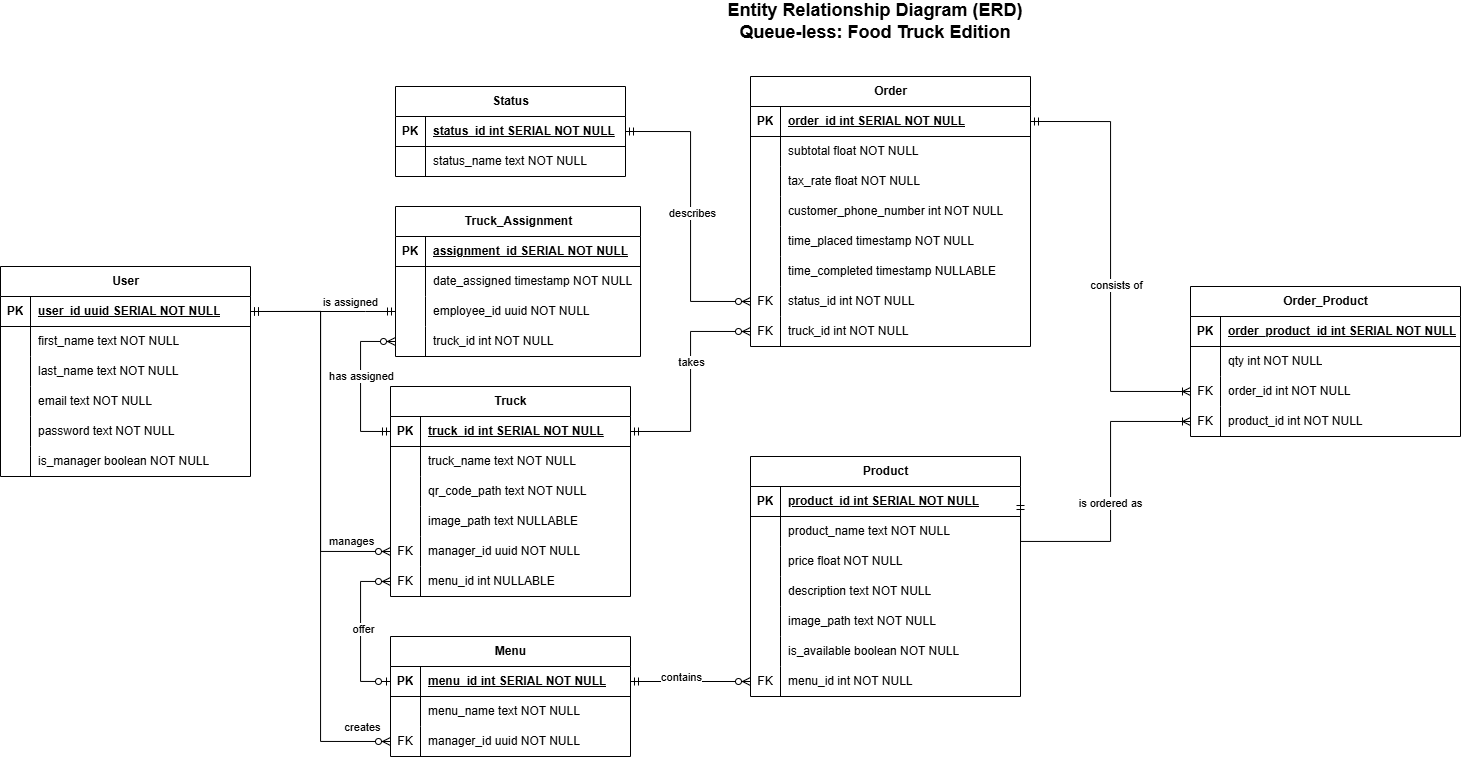 Entity Relationship Diagram (ERD)
Queue-less: Food Truck Edition
Status
PK status_id int SERIAL NOT NULL
status_name text NOT NULL
Truck_Assignment
PK assignment_id SERIAL NOT NULL
date_assigned timestamp NOT NULL
employee_id uuid NOT NULL
truck_id int NOT NULL
User
PK user_id uuid SERIAL NOT NULL
first_name text NOT NULL
last_name text NOT NULL
email text NOT NULL
password text NOT NULL
is_manager boolean NOT NULL
is assigned
has assigned
manages
offer
creates
Truck
PK truck_id int SERIAL NOT NULL
truck_name text NOT NULL
qr_code_path text NOT NULL
image_path text NULLABLE
FK manager_id uuid NOT NULL
FK menu_id int NULLABLE
Menu
PK menu_id int SERIAL NOT NULL
menu_name text NOT NULL
FK manager_id uuid NOT NULL
describes
takes
contains
Order
PK order_id int SERIAL NOT NULL
subtotal float NOT NULL
tax_rate float NOT NULL
customer_phone_number int NOT NULL
time_placed timestamp NOT NULL
time_completed timestamp NULLABLE
FK status_id int NOT NULL
FK truck_id int NOT NULL
Product
PK product_id int SERIAL NOT NULL
product_name text NOT NULL
price float NOT NULL
description text NOT NULL
image_path text NOT NULL
is_available boolean NOT NULL
FK menu_id int NOT NULL
consists of
is ordered as
Order_Product
PK order_product_id int SERIAL NOT NULL
qty int NOT NULL
FK order_id int NOT NULL
FK product_id int NOT NULL